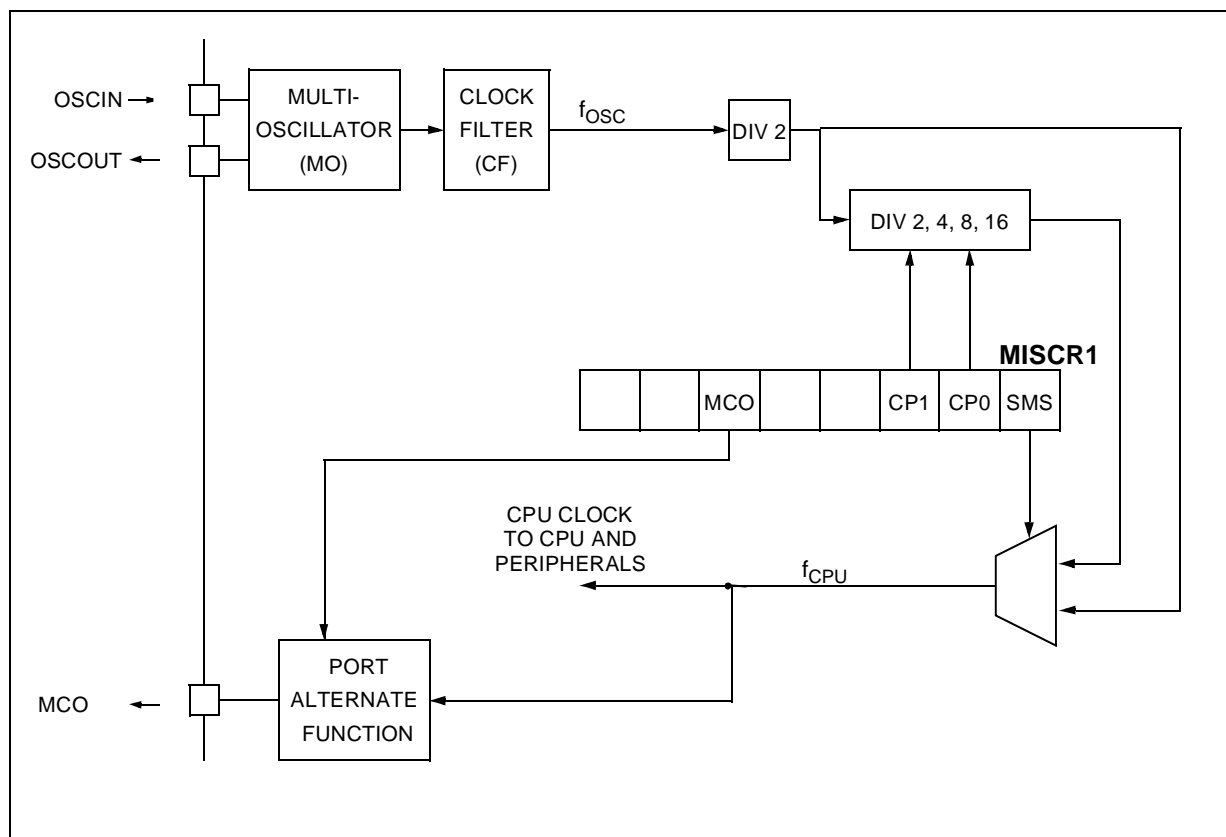 OSCIN
OSCOUT
MULTI-
OSCILLATOR
(MO)
CLOCK
FILTER
(CF)
fOSC
DIV 2
DIV 2, 4, 8, 16
MISCR1
MCO
CP1
CP0
SMS
CPU CLOCK
TO CPU AND
PERIPHERALS
fCPU
PORT
ALTERNATE
FUNCTION
MCO